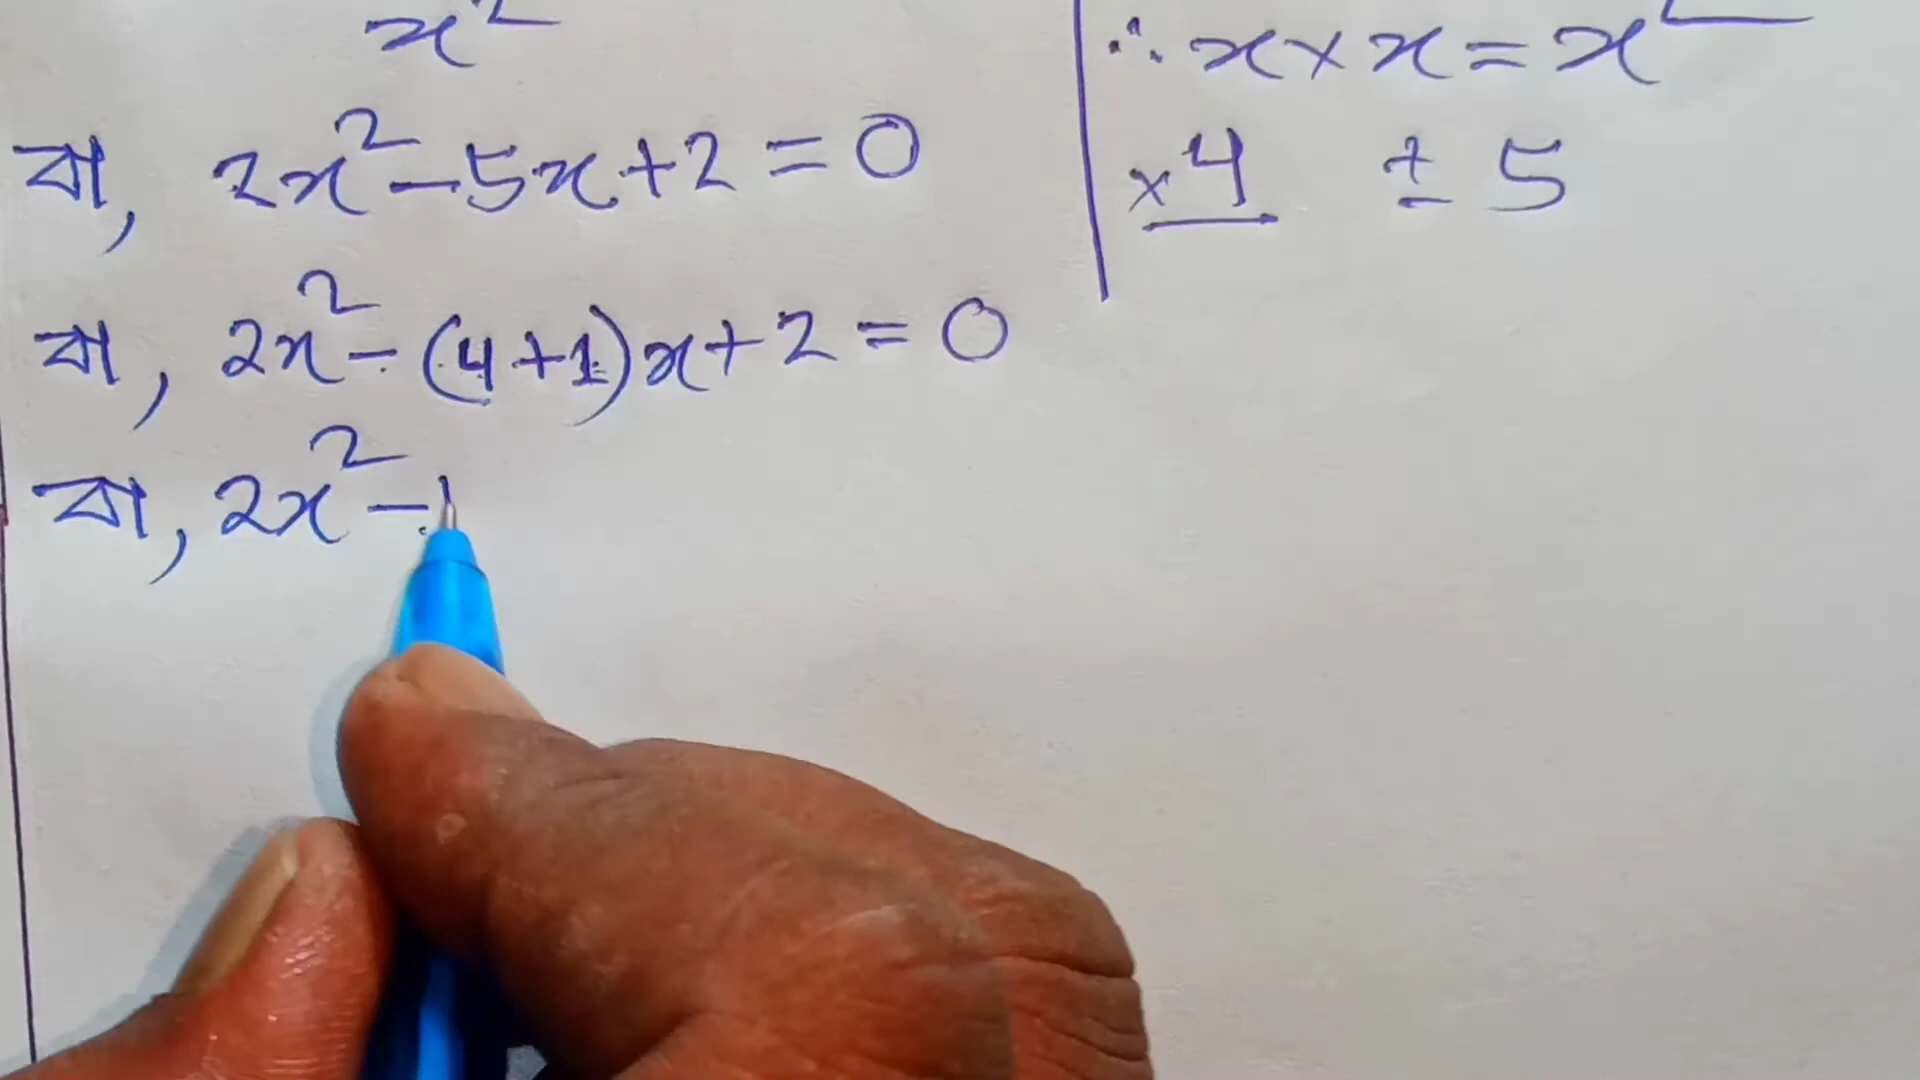 x²
বা, 2x² - 5x + 2 = 0
বা, 2x² - (4+1)x + 2 = 0
বা, 2x² -
∴ x × x = x²
× 4 ± 5